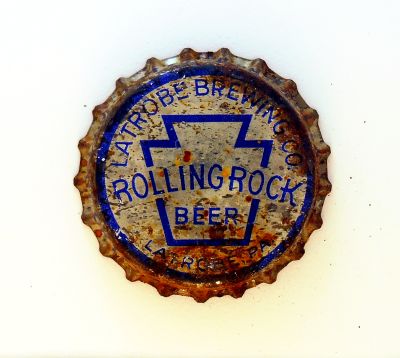 LATROBE BREWING CO.
ROLLING ROCK
BEER
LATROBE PA.